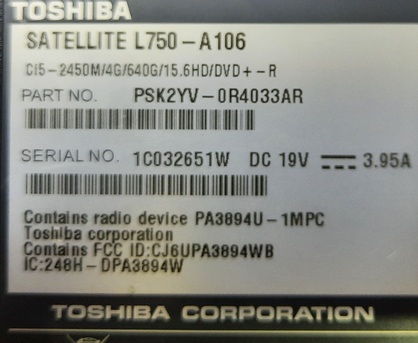 TOSHIBA
SATELLITE L750-A106
CI5-2450M/4G/640G/15.6HD/DVD+-R
PART NO. PSK2YV-0R4033AR
SERIAL NO. 1C032651W DC 19V 3.95A
Contains radio device PA3894U-1MPC
Toshiba corporation
Contains FCC ID:CJ6UPA3894WB
IC:248H-DPA3894W
TOSHIBA CORPORATION